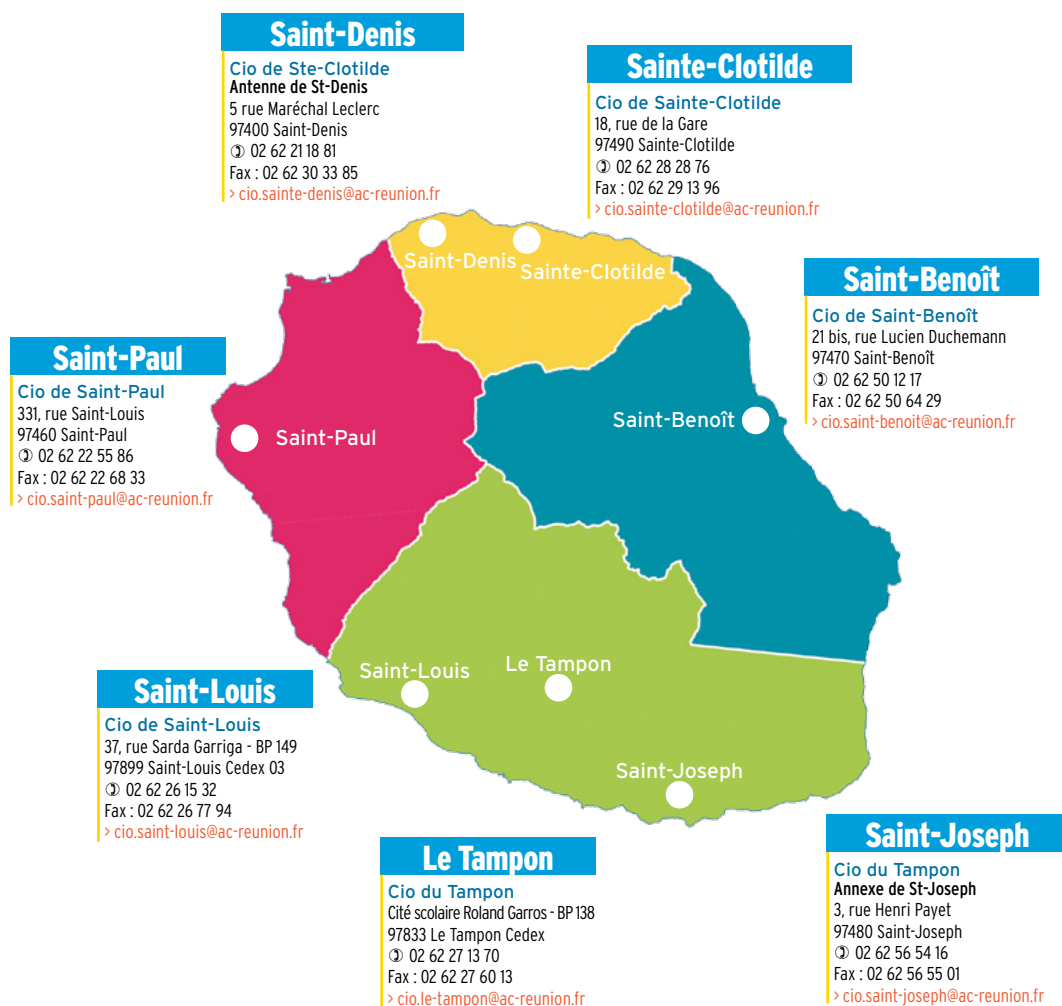 Saint-Denis
Cio de Ste-Clotilde
Antenne de St-Denis
5 rue Maréchal Leclerc
97400 Saint-Denis
✆ 02 62 21 18 81
Fax : 02 62 30 33 85
> cio.sainte-denis@ac-reunion.fr
Sainte-Clotilde
Cio de Sainte-Clotilde
18, rue de la Gare
97490 Sainte-Clotilde
✆ 02 62 28 28 76
Fax : 02 62 29 13 96
> cio.sainte-clotilde@ac-reunion.fr
Saint-Denis
Sainte-Clotilde
Saint-Benoît
Cio de Saint-Benoît
21 bis, rue Lucien Duchemann
97470 Saint-Benoît
✆ 02 62 50 12 17
Fax : 02 62 50 64 29
> cio.saint-benoit@ac-reunion.fr
Saint-Paul
Cio de Saint-Paul
331, rue Saint-Louis
97460 Saint-Paul
✆ 02 62 22 55 86
Fax : 02 62 22 68 33
> cio.saint-paul@ac-reunion.fr
Saint-Paul
Saint-Benoît
Saint-Louis
Le Tampon
Saint-Joseph
Saint-Louis
Cio de Saint-Louis
37, rue Sarda Garriga - BP 149
97899 Saint-Louis Cedex 03
✆ 02 62 26 15 32
Fax : 02 62 26 77 94
> cio.saint-louis@ac-reunion.fr
Le Tampon
Cio du Tampon
Cité scolaire Roland Garros - BP 138
97833 Le Tampon Cedex
✆ 02 62 27 13 70
Fax : 02 62 27 60 13
> cio.le-tampon@ac-reunion.fr
Saint-Joseph
Cio du Tampon
Annexe de St-Joseph
3, rue Henri Payet
97480 Saint-Joseph
✆ 02 62 56 54 16
Fax : 02 62 56 55 01
> cio.saint-joseph@ac-reunion.fr